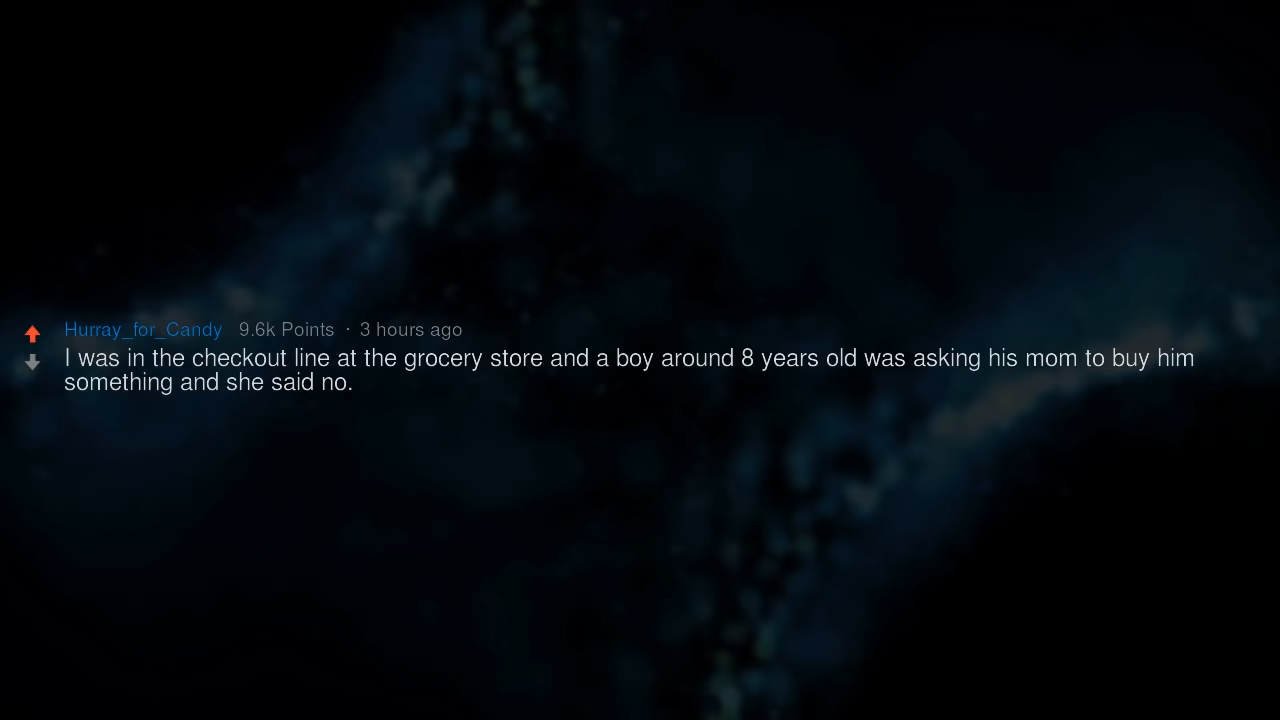 Hurray_for_Candy 9.6k Points · 3 hours ago
I was in the checkout line at the grocery store and a boy around 8 years old was asking his mom to buy him
something and she said no.